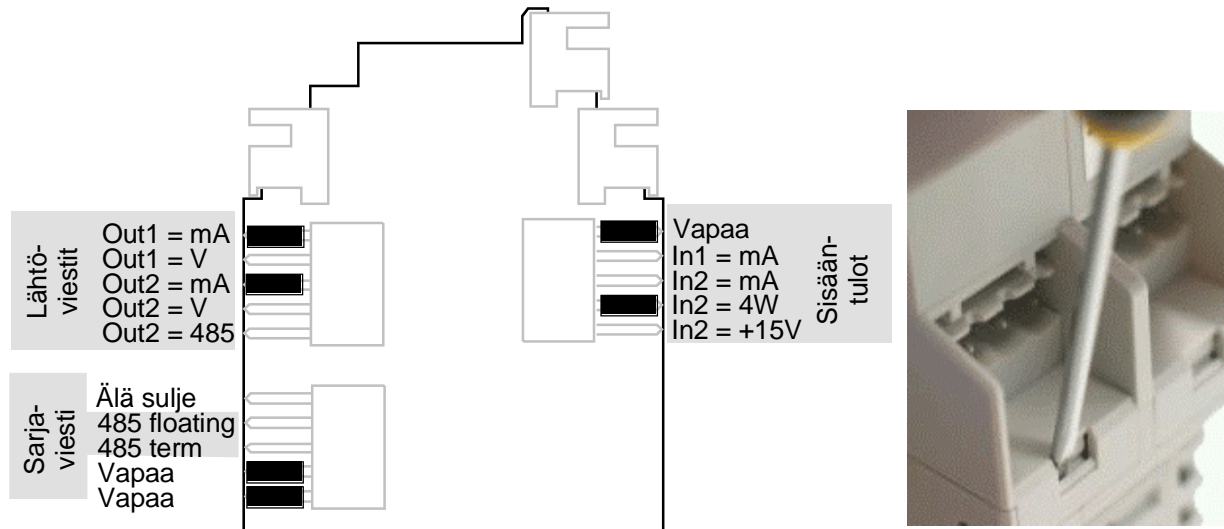 Lähtö-
viestit
Out1 = mA
Out1 = V
Out2 = mA
Out2 = V
Out2 = 485
Sarja-
viesti
Älä sulje
485 floating
485 term
Vapaa
Vapaa
Vapaa
In1 = mA
In2 = mA
In2 = 4W
In2 = +15V
Sisään-
tulot